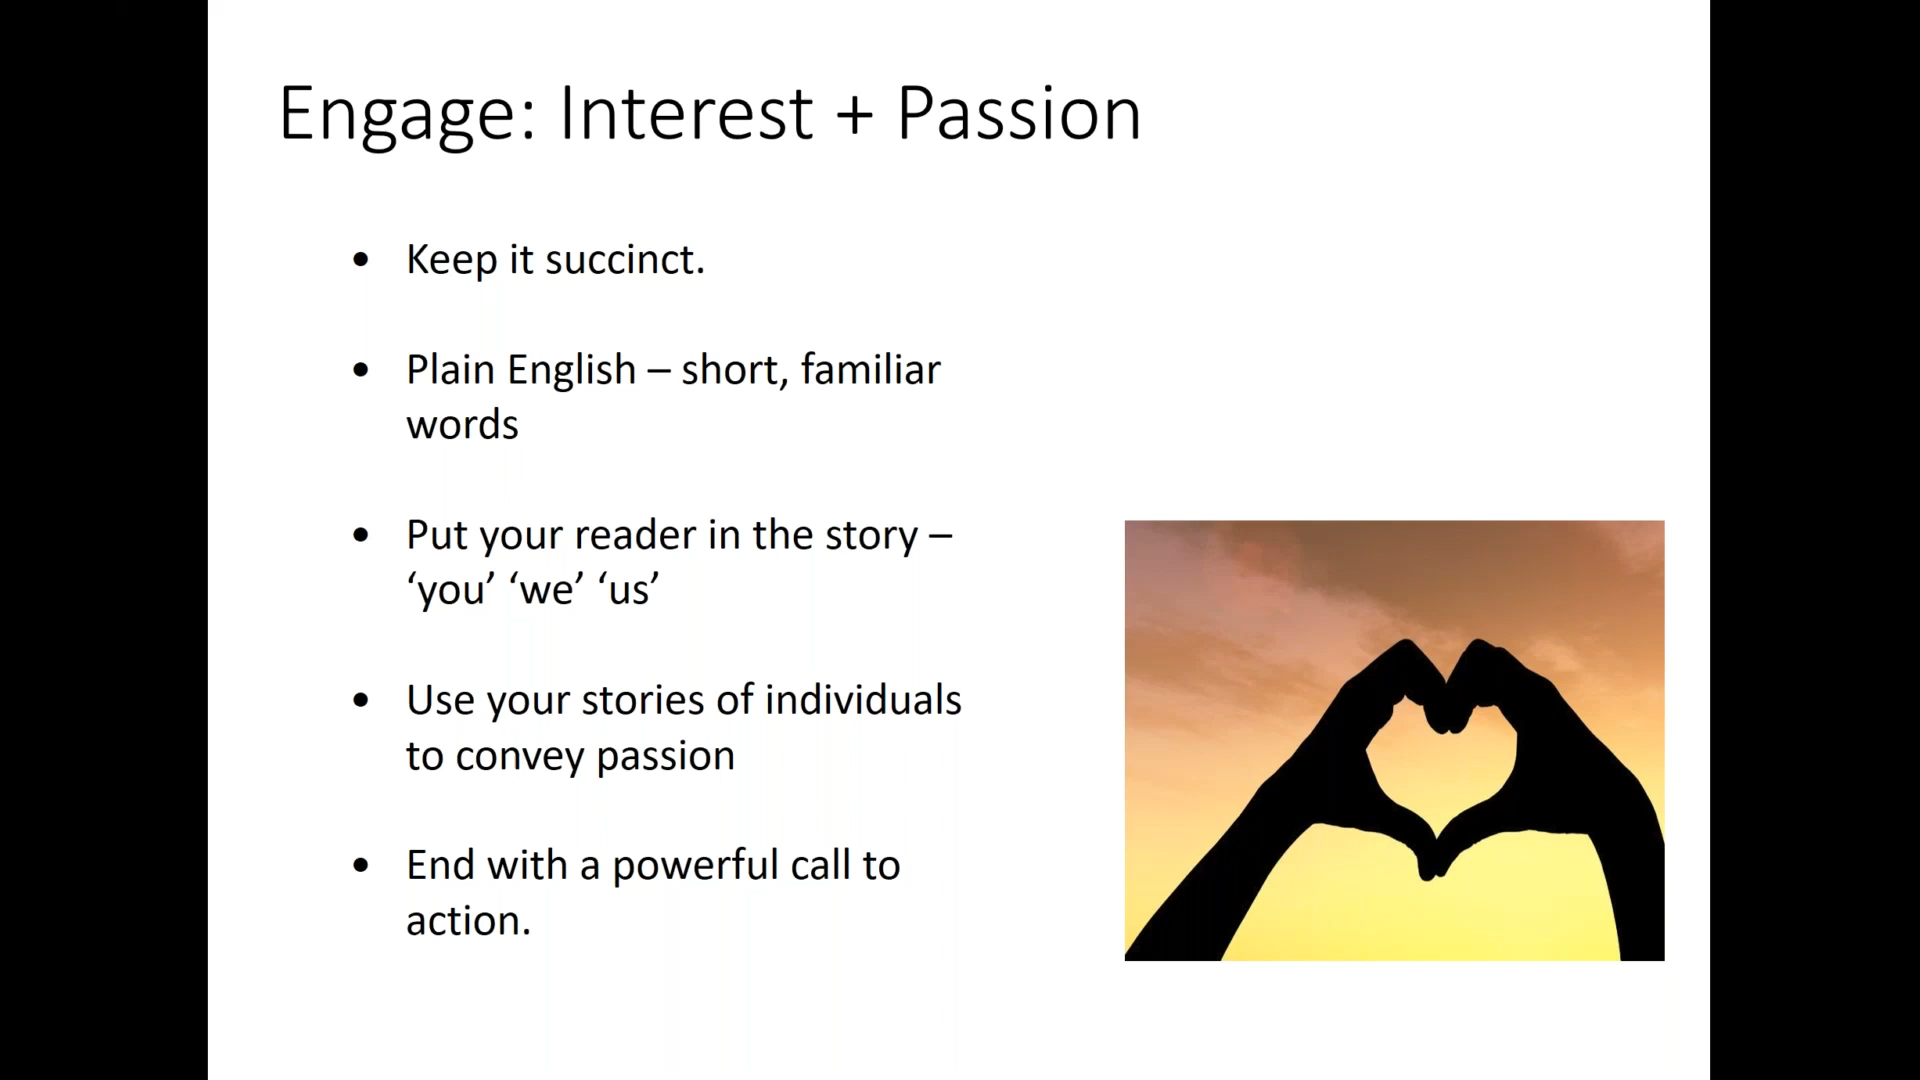 Engage: Interest + Passion
• Keep it succinct.
• Plain English – short, familiar
words
• Put your reader in the story –
‘you’ ‘we’ ‘us’
• Use your stories of individuals
to convey passion
• End with a powerful call to
action.